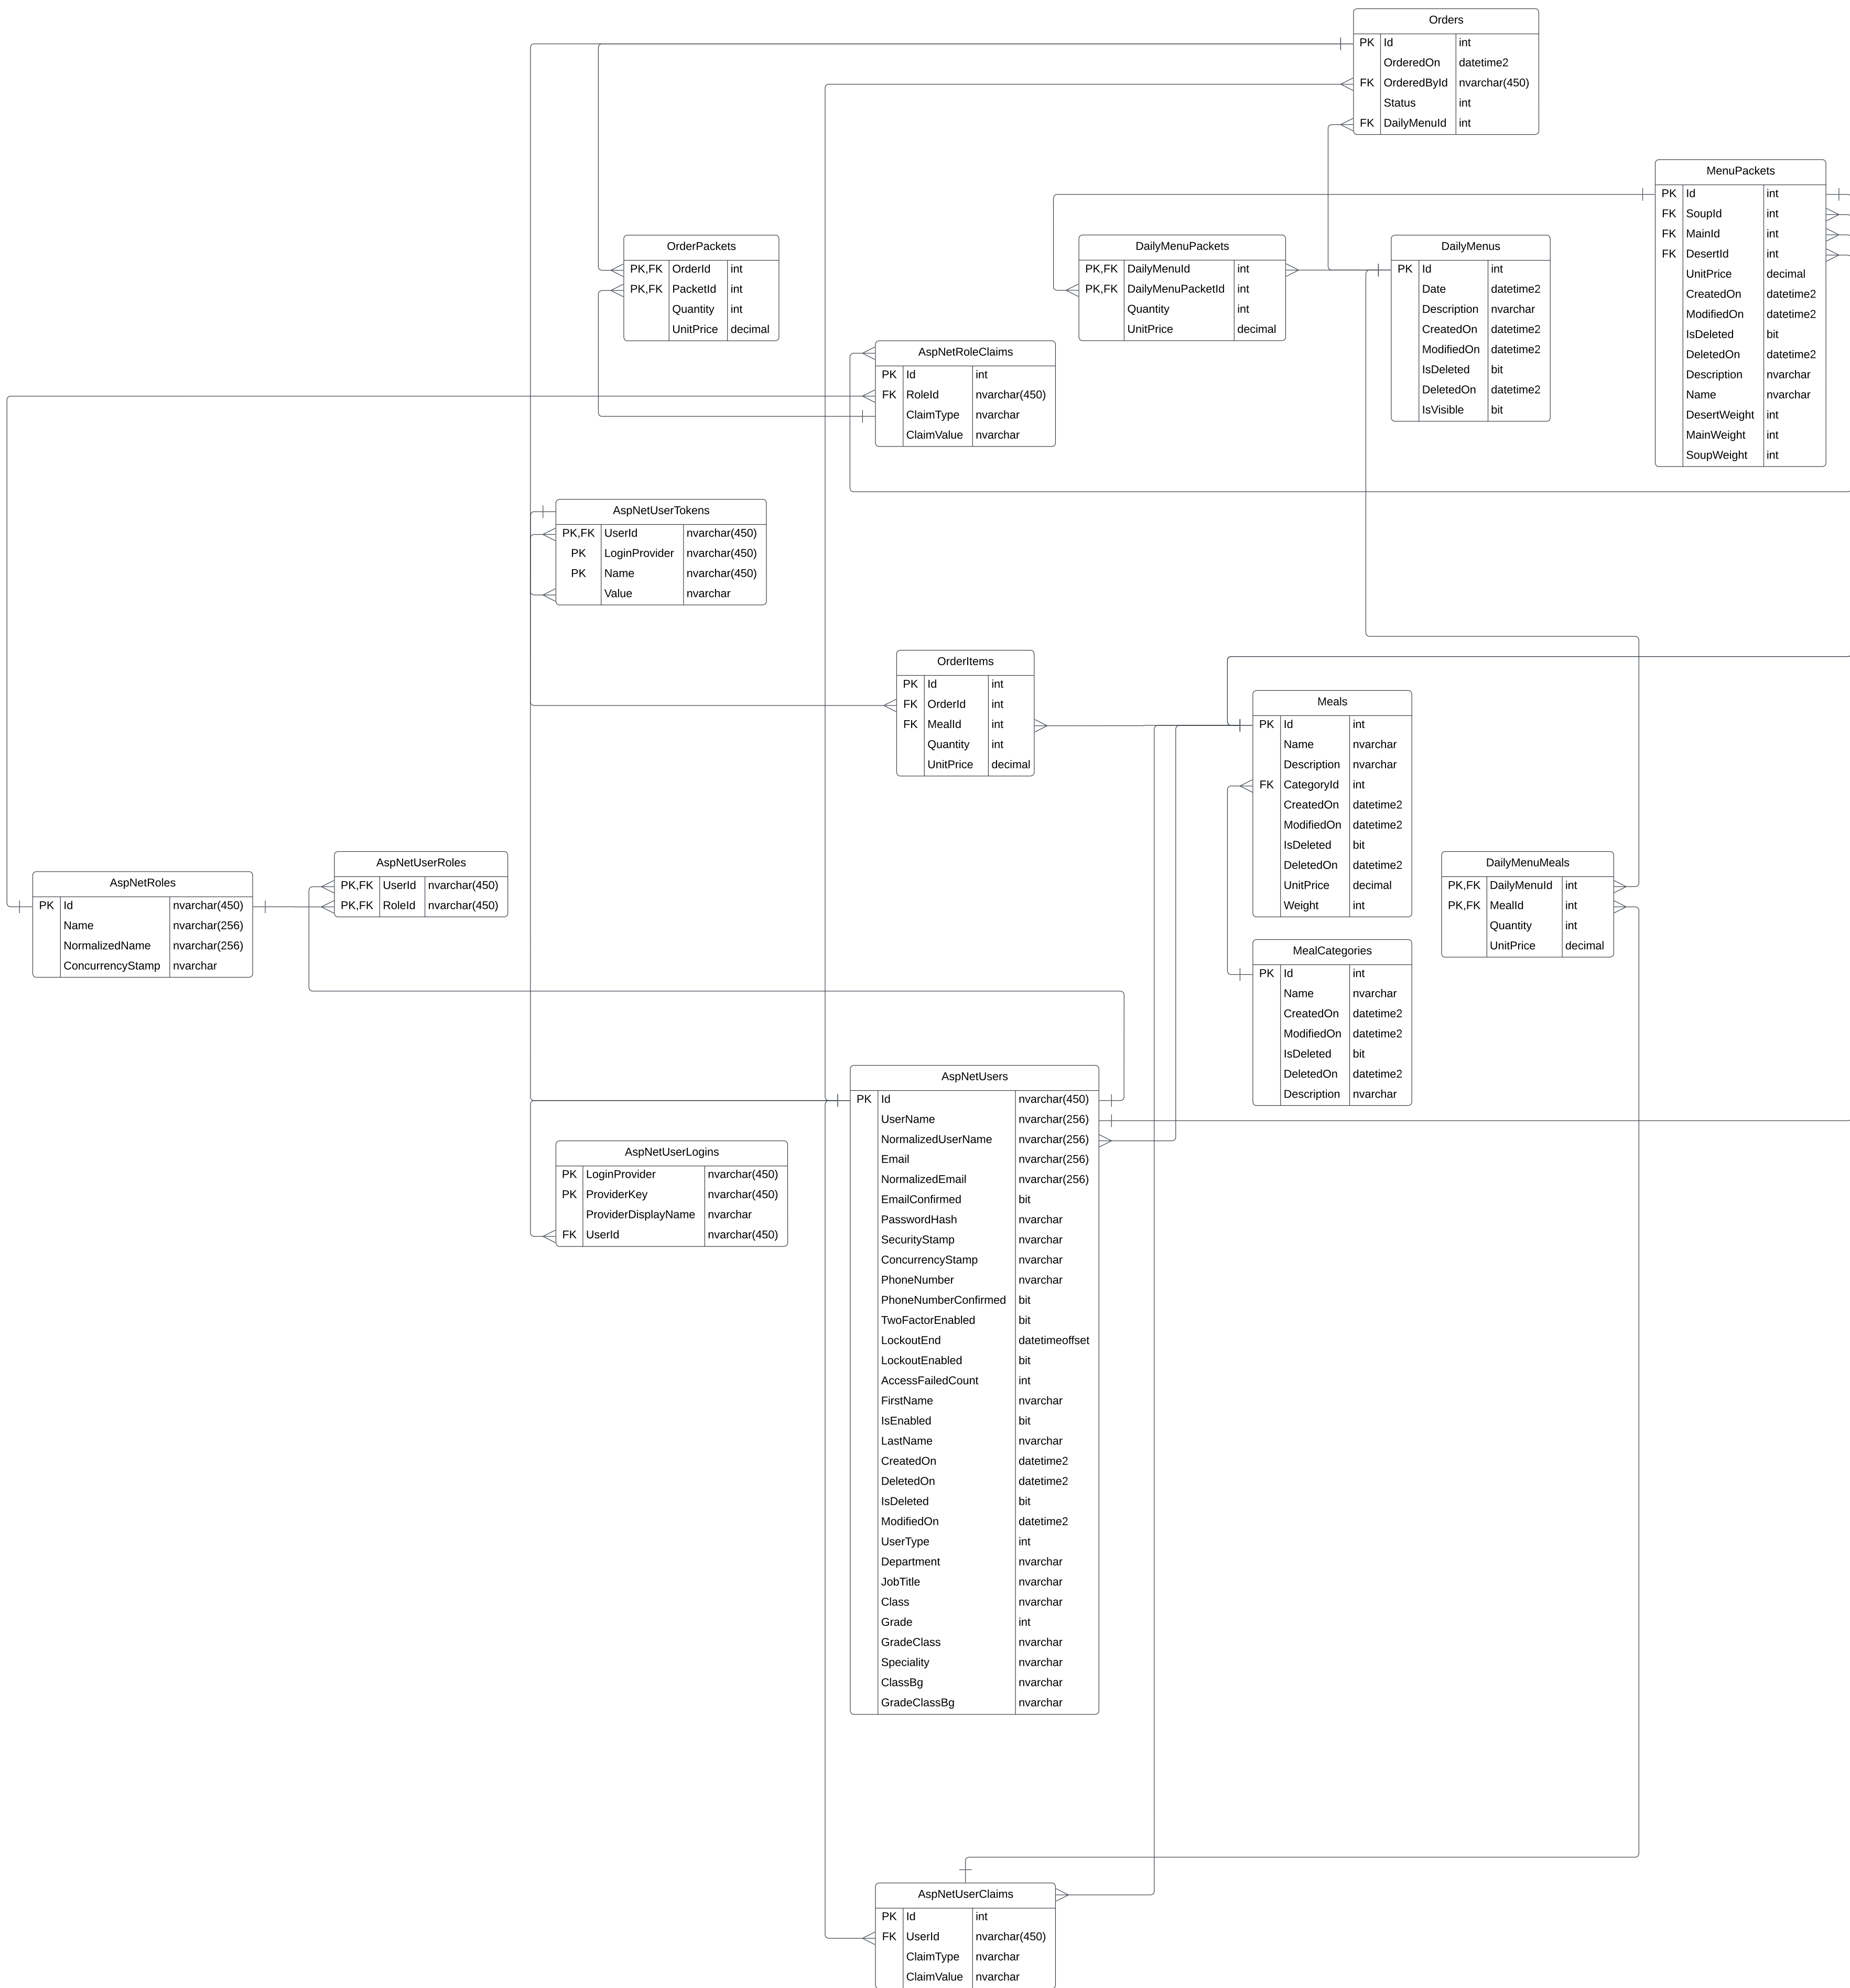 Orders
PK Id int
OrderedOn datetime2
FK OrderedById nvarchar(450)
Status int
FK DailyMenuId int
MenuPackets
PK Id int
FK SoupId int
FK MainId int
FK DesertId int
UnitPrice decimal
CreatedOn datetime2
ModifiedOn datetime2
IsDeleted bit
DeletedOn datetime2
Description nvarchar
Name nvarchar
DesertWeight int
MainWeight int
SoupWeight int
OrderPackets
PK,FK OrderId int
PK,FK PacketId int
Quantity int
UnitPrice decimal
DailyMenuPackets
PK,FK DailyMenuId int
PK,FK DailyMenuPacketId int
Quantity int
UnitPrice decimal
DailyMenus
PK Id int
Date datetime2
Description nvarchar
CreatedOn datetime2
ModifiedOn datetime2
IsDeleted bit
DeletedOn datetime2
IsVisible bit
AspNetRoleClaims
PK Id int
FK RoleId nvarchar(450)
ClaimType nvarchar
ClaimValue nvarchar
AspNetUserTokens
PK,FK UserId nvarchar(450)
PK LoginProvider nvarchar(450)
PK Name nvarchar(450)
Value nvarchar
OrderItems
PK Id int
FK OrderId int
FK MealId int
Quantity int
UnitPrice decimal
Meals
PK Id int
Name nvarchar
Description nvarchar
FK CategoryId int
CreatedOn datetime2
ModifiedOn datetime2
IsDeleted bit
DeletedOn datetime2
UnitPrice decimal
Weight int
AspNetRoles
PK Id nvarchar(450)
Name nvarchar(256)
NormalizedName nvarchar(256)
ConcurrencyStamp nvarchar
AspNetUserRoles
PK,FK UserId nvarchar(450)
PK,FK RoleId nvarchar(450)
DailyMenuMeals
PK,FK DailyMenuId int
PK,FK MealId int
Quantity int
UnitPrice decimal
MealCategories
PK Id int
Name nvarchar
CreatedOn datetime2
ModifiedOn datetime2
IsDeleted bit
DeletedOn datetime2
Description nvarchar
AspNetUsers
PK Id nvarchar(450)
UserName nvarchar(256)
NormalizedUserName nvarchar(256)
Email nvarchar(256)
NormalizedEmail nvarchar(256)
EmailConfirmed bit
PasswordHash nvarchar
SecurityStamp nvarchar
ConcurrencyStamp nvarchar
PhoneNumber nvarchar
PhoneNumberConfirmed bit
TwoFactorEnabled bit
LockoutEnd datetimeoffset
LockoutEnabled bit
AccessFailedCount int
FirstName nvarchar
IsEnabled bit
LastName nvarchar
CreatedOn datetime2
DeletedOn datetime2
IsDeleted bit
ModifiedOn datetime2
UserType int
Department nvarchar
JobTitle nvarchar
Class nvarchar
Grade int
GradeClass nvarchar
Speciality nvarchar
ClassBg nvarchar
GradeClassBg nvarchar
AspNetUserLogins
PK LoginProvider nvarchar(450)
PK ProviderKey nvarchar(450)
ProviderDisplayName nvarchar
FK UserId nvarchar(450)
AspNetUserClaims
PK Id int
FK UserId nvarchar(450)
ClaimType nvarchar
ClaimValue nvarchar